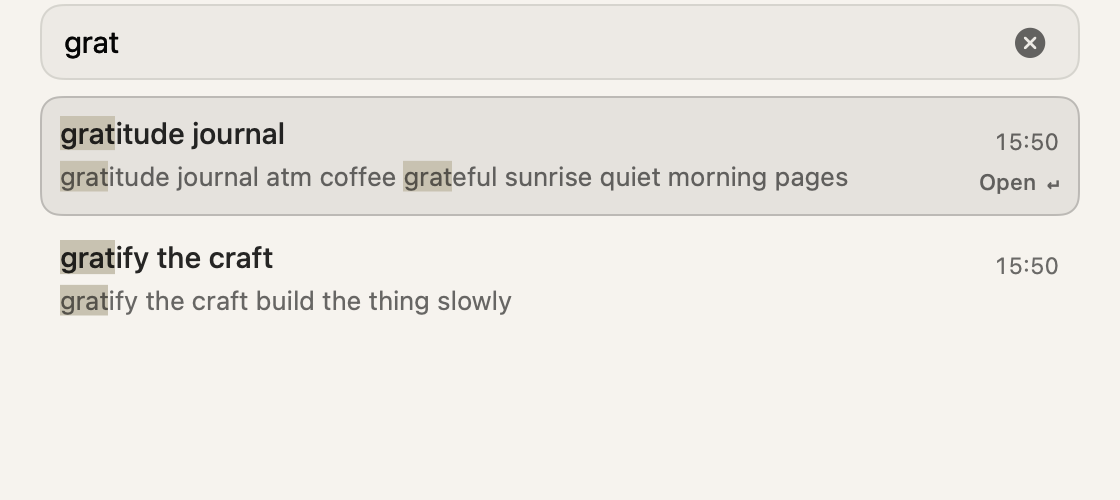 grat
gratitude journal
15:50
gratitude journal atm coffee grateful sunrise quiet morning pages
Open ↵
gratify the craft
15:50
gratify the craft build the thing slowly